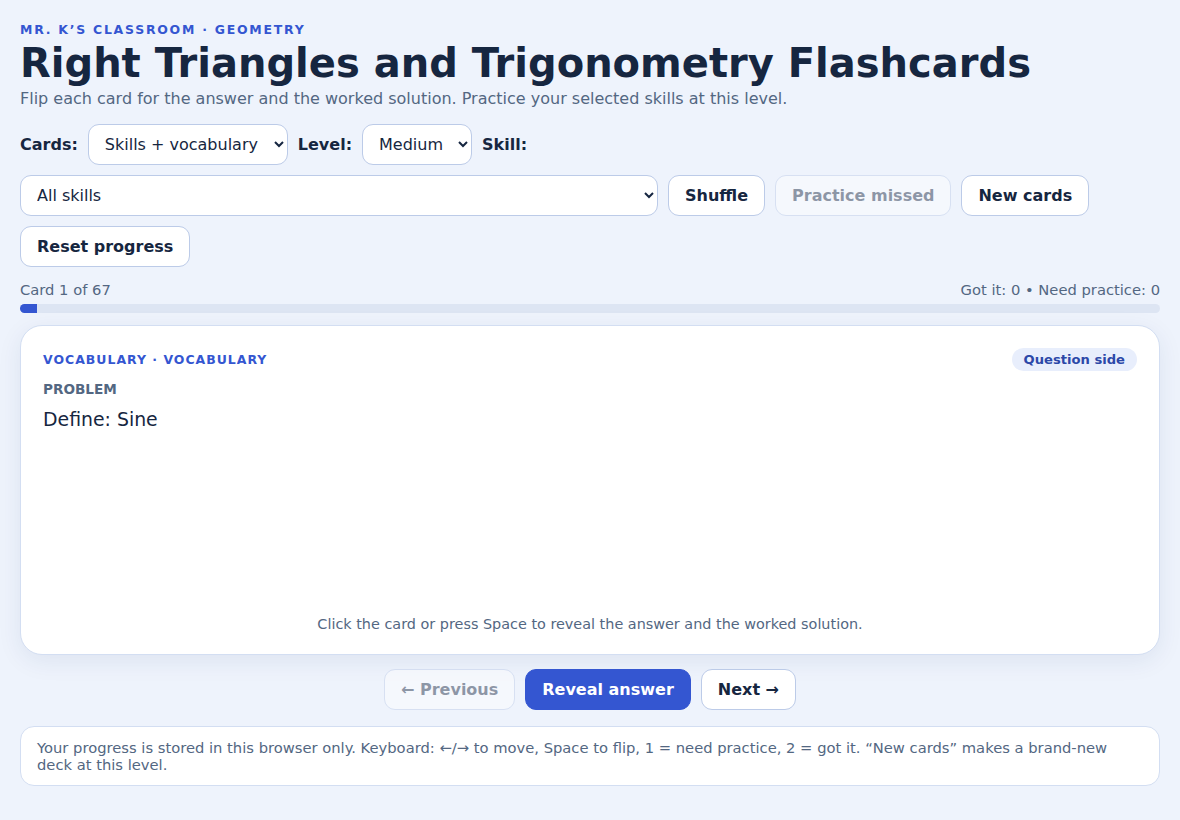 MR. K’S CLASSROOM · GEOMETRY
Right Triangles and Trigonometry Flashcards
Flip each card for the answer and the worked solution. Practice your selected skills at this level.
Cards: Skills + vocabulary Level: Medium Skill:
All skills Shuffle Practice missed New cards
Reset progress
Card 1 of 67 Got it: 0 • Need practice: 0
VOCABULARY · VOCABULARY Question side
PROBLEM
Define: Sine
Click the card or press Space to reveal the answer and the worked solution.
← Previous Reveal answer Next →
Your progress is stored in this browser only. Keyboard: ←/→ to move, Space to flip, 1 = need practice, 2 = got it. “New cards” makes a brand-new
deck at this level.